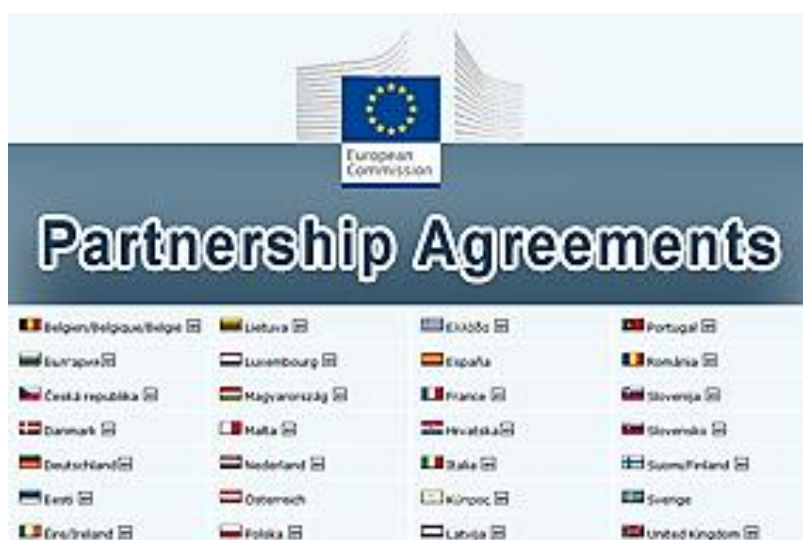 European
Commission
Partnership Agreements
Belgien/Belgique/België
Lietuva
Ελλάδα
Portugal
България
Luxembourg
España
România
Česká republika
Magyarország
France
Slovenija
Danmark
Malta
Hrvatska
Slovensko
Deutschland
Nederland
Italia
Suomi/Finland
Eesti
Österreich
Κύπρος
Sverige
Éire/Ireland
Polska
Latvija
United Kingdom